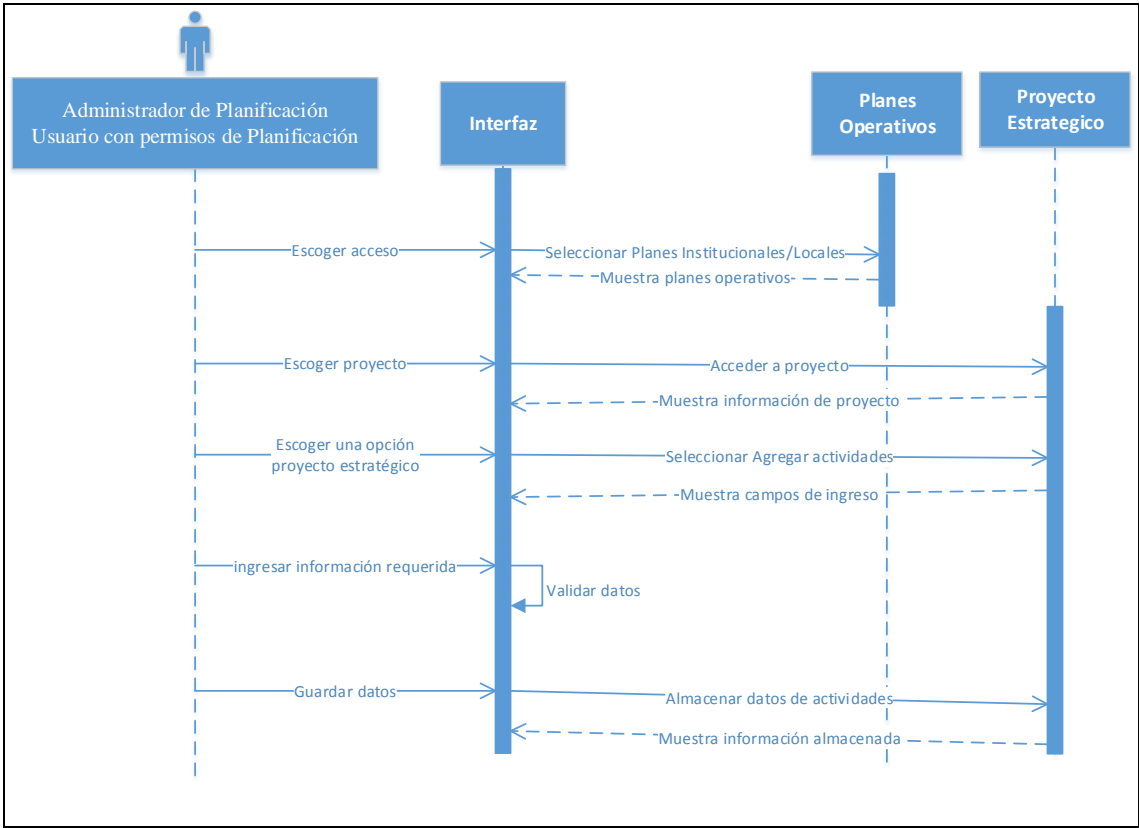 Administrador de Planificación
Usuario con permisos de Planificación
Interfaz
Planes
Operativos
Proyecto
Estrategico
Escoger acceso
Seleccionar Planes Institucionales/Locales
Muestra planes operativos
Escoger proyecto
Acceder a proyecto
Muestra información de proyecto
Escoger una opción
proyecto estratégico
Seleccionar Agregar actividades
Muestra campos de ingreso
ingresar información requerida
Validar datos
Guardar datos
Almacenar datos de actividades
Muestra información almacenada